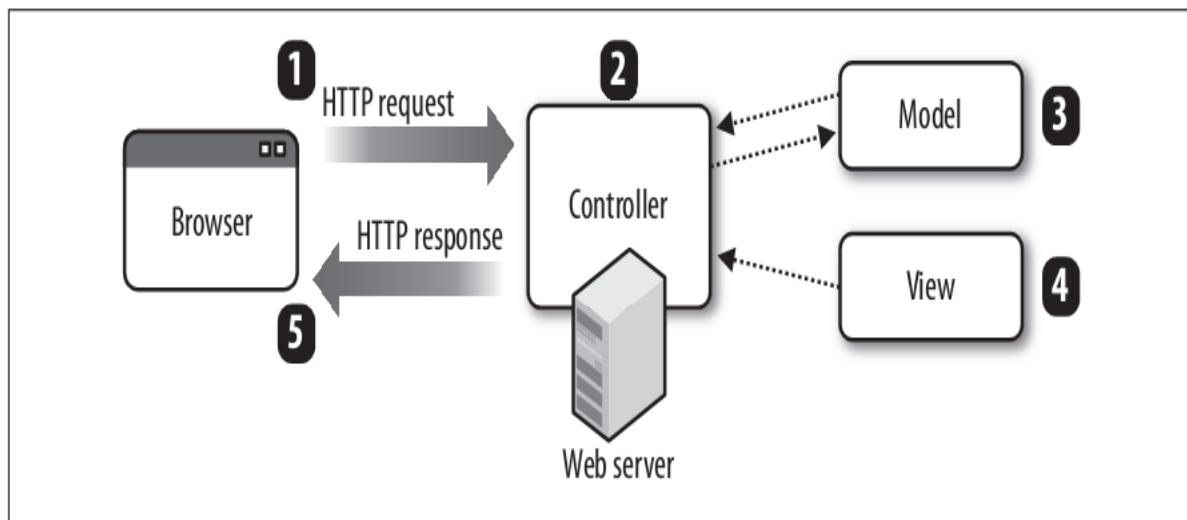 1
HTTP request
2
Model
3
Browser
Controller
HTTP response
View
4
5
Web server